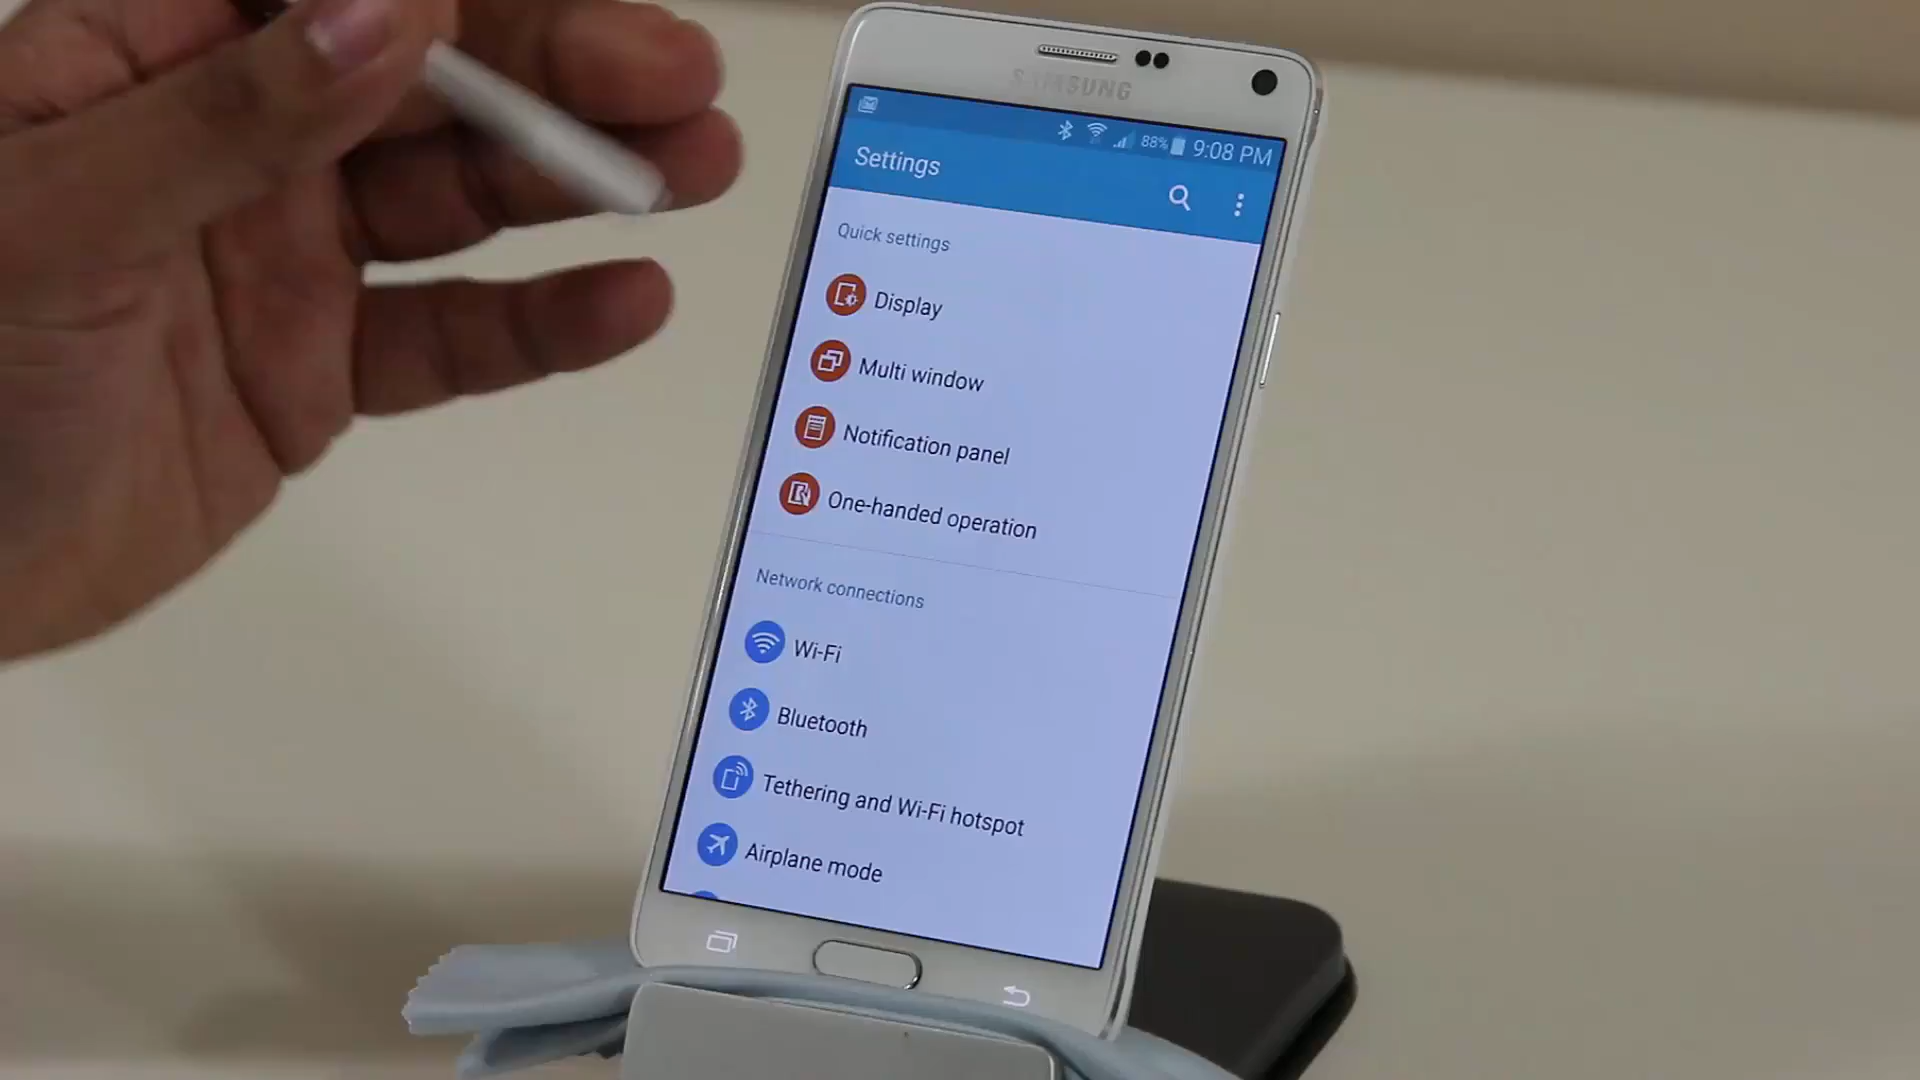 SAMSUNG
88% 9:08 PM
Settings
Quick settings
Display
Multi window
Notification panel
One-handed operation
Network connections
Wi-Fi
Bluetooth
Tethering and Wi-Fi hotspot
Airplane mode